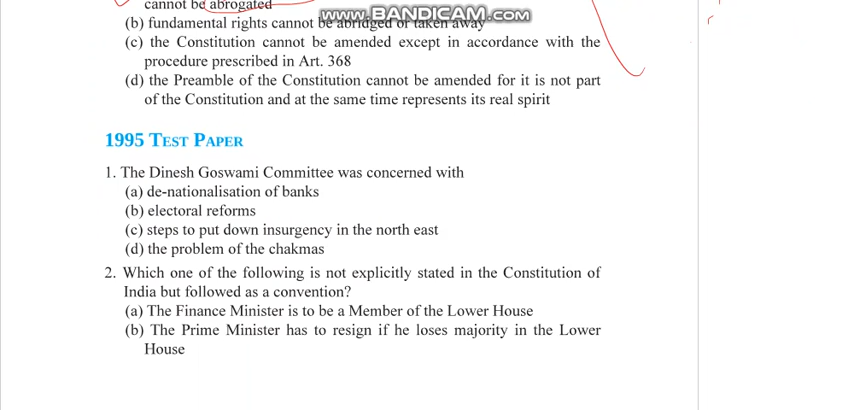 cannot be abrogated
www.BANDICAM.com
(b) fundamental rights cannot be abridged or taken away
(c) the Constitution cannot be amended except in accordance with the
procedure prescribed in Art. 368
(d) the Preamble of the Constitution cannot be amended for it is not part
of the Constitution and at the same time represents its real spirit
1995 TEST PAPER
1. The Dinesh Goswami Committee was concerned with
(a) de-nationalisation of banks
(b) electoral reforms
(c) steps to put down insurgency in the north east
(d) the problem of the chakmas
2. Which one of the following is not explicitly stated in the Constitution of
India but followed as a convention?
(a) The Finance Minister is to be a Member of the Lower House
(b) The Prime Minister has to resign if he loses majority in the Lower
House